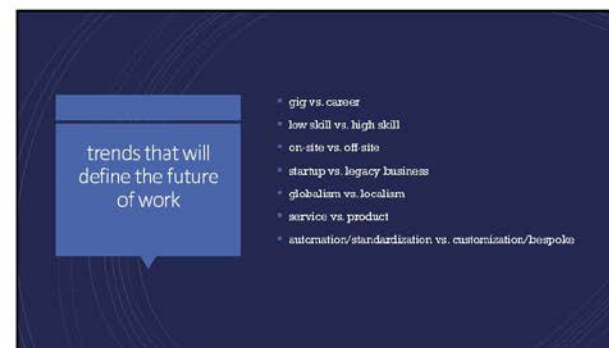 trends that will
define the future
of work
gig vs. career
low skill vs. high skill
on-site vs. off-site
startup vs. legacy business
globalism vs. localism
service vs. product
automation/standardization vs. customization/bespoke